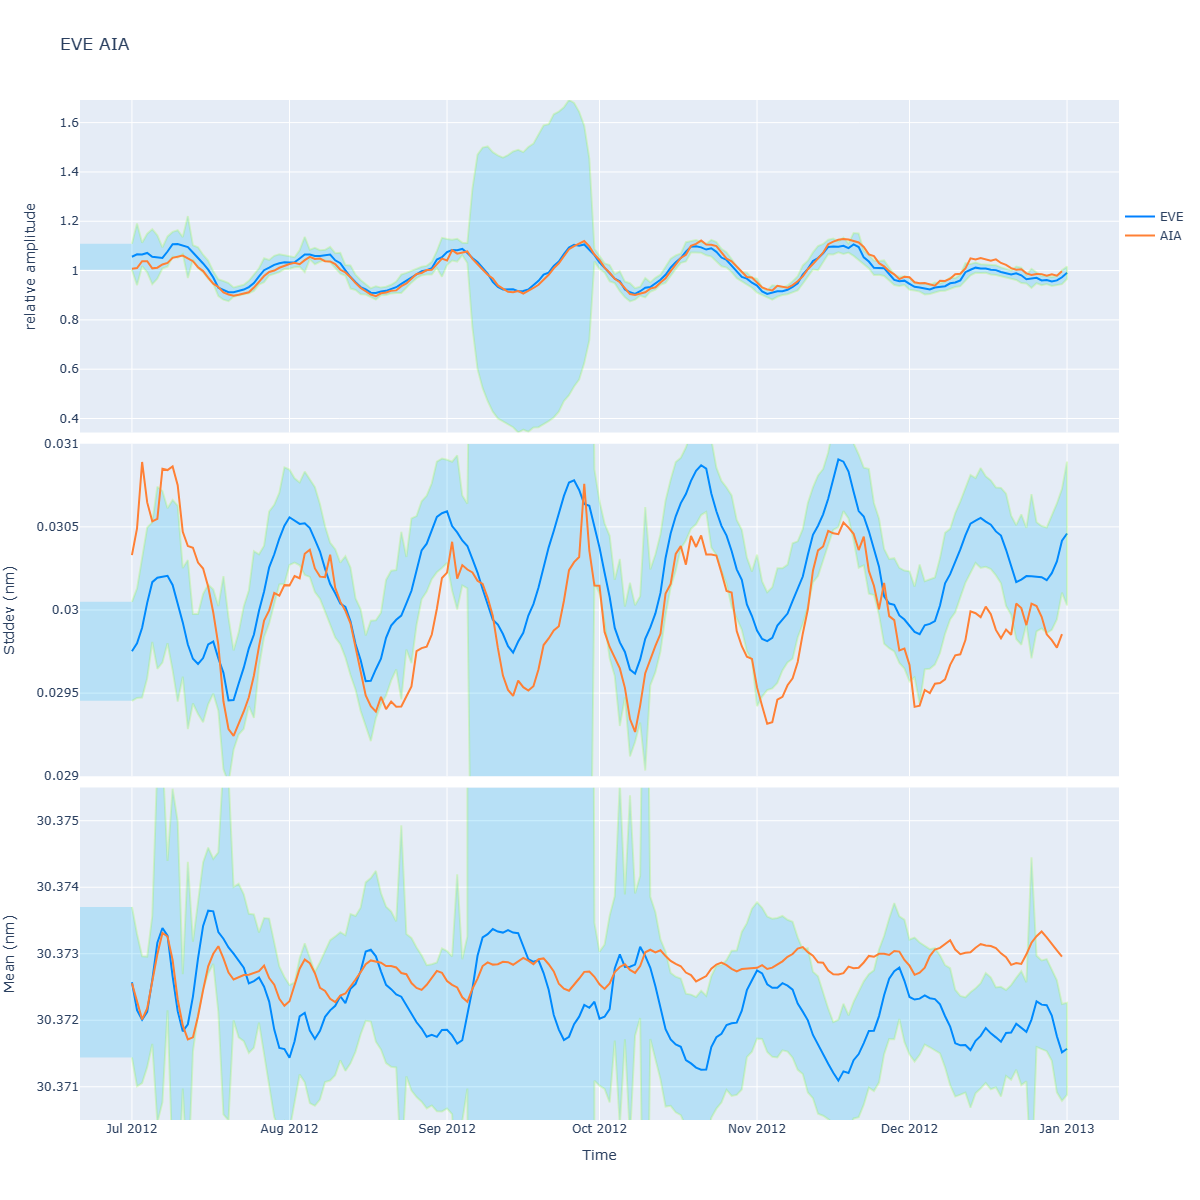 EVE AIA
1.6
1.4
1.2
1
0.8
0.6
0.4
relative amplitude
EVE
AIA
0.031
0.0305
0.03
0.0295
0.029
Stddev (nm)
30.375
30.374
30.373
30.372
30.371
Mean (nm)
Jul 2012
Aug 2012
Sep 2012
Oct 2012
Nov 2012
Dec 2012
Jan 2013
Time